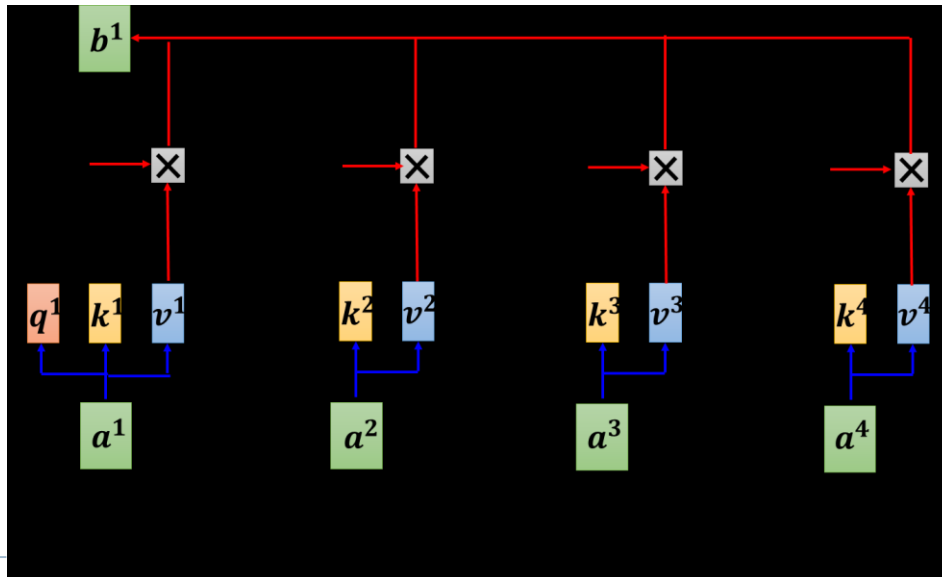 b¹
× × × ×
q¹ k¹ v¹ k² v² k³ v³ k⁴ v⁴
a¹ a² a³ a⁴